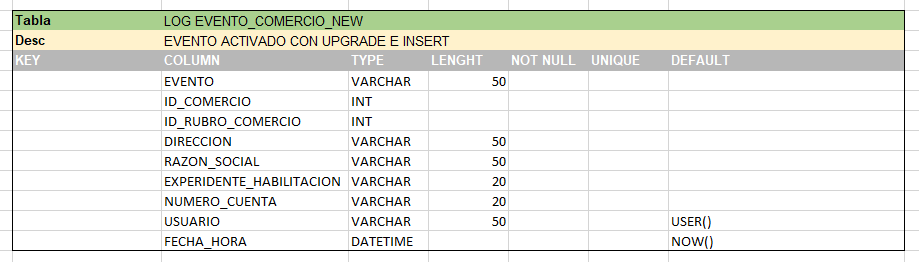 Tabla LOG EVENTO_COMERCIO_NEW
Desc EVENTO ACTIVADO CON UPGRADE E INSERT
KEY COLUMN TYPE LENGHT NOT NULL UNIQUE DEFAULT
EVENTO VARCHAR 50
ID_COMERCIO INT
ID_RUBRO_COMERCIO INT
DIRECCION VARCHAR 50
RAZON_SOCIAL VARCHAR 50
EXPERIDENTE_HABILITACION VARCHAR 20
NUMERO_CUENTA VARCHAR 20
USUARIO VARCHAR 50 USER()
FECHA_HORA DATETIME NOW()